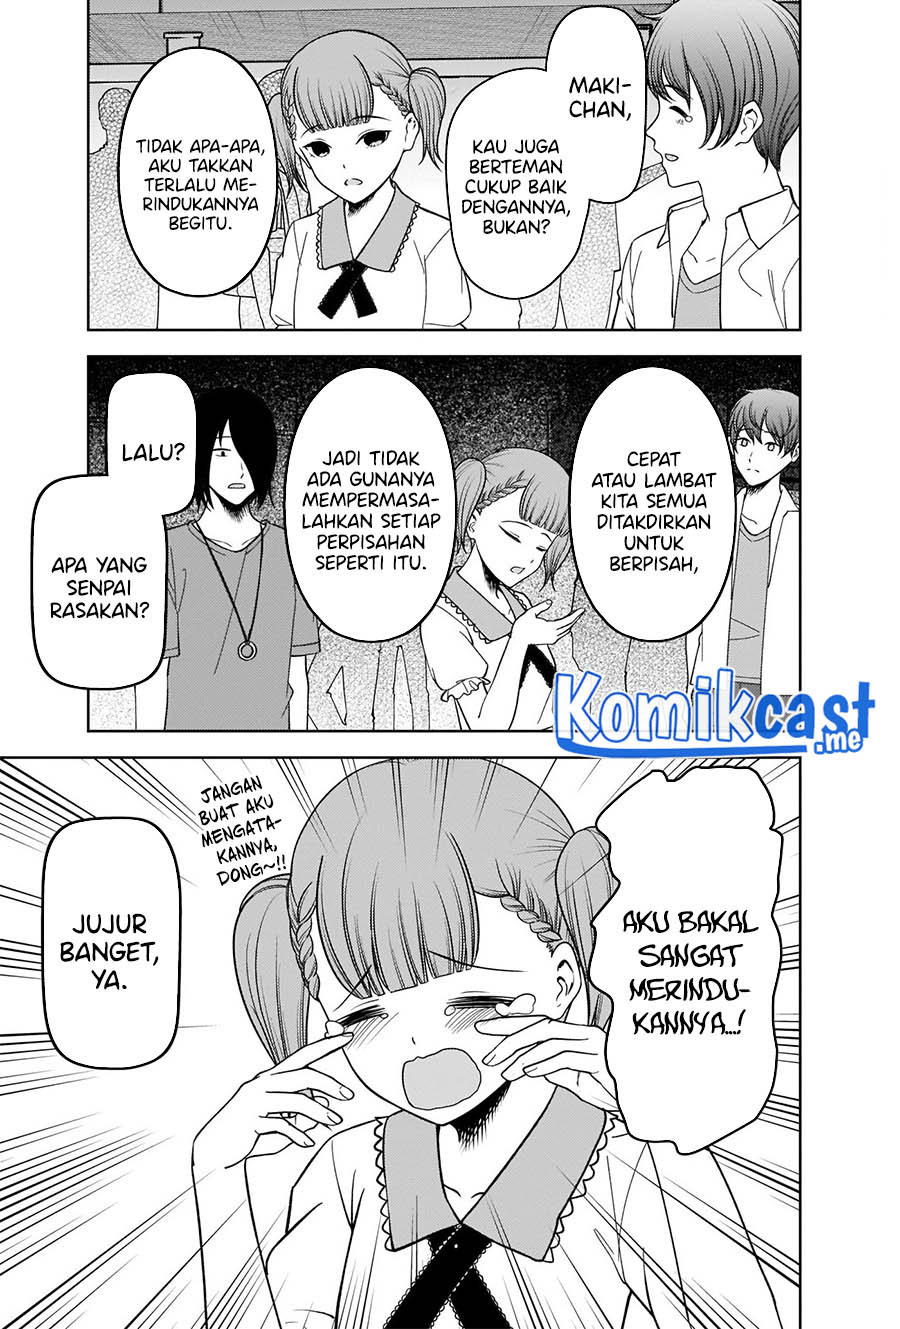 MAKI-
CHAN,
KAU JUGA
BERTEMAN
CUKUP BAIK
DENGANNYA,
BUKAN?
TIDAK APA-APA,
AKU TAKKAN
TERLALU ME-
RINDUKANNYA
BEGITU.
CEPAT
ATAU LAMBAT
KITA SEMUA
DITAKDIRKAN
UNTUK
BERPISAH,
JADI TIDAK
ADA GUNANYA
MEMPERMASA-
LAHKAN SETIAP
PERPISAHAN
SEPERTI ITU.
LALU?
APA YANG
SENPAI
RASAKAN?
Komikcast
.me
AKU BAKAL
SANGAT
MERINDU-
KANNYA...!
JANGAN
BUAT AKU
MENGATA-
KANNYA,
DONG~!!
JUJUR
BANGET,
YA.